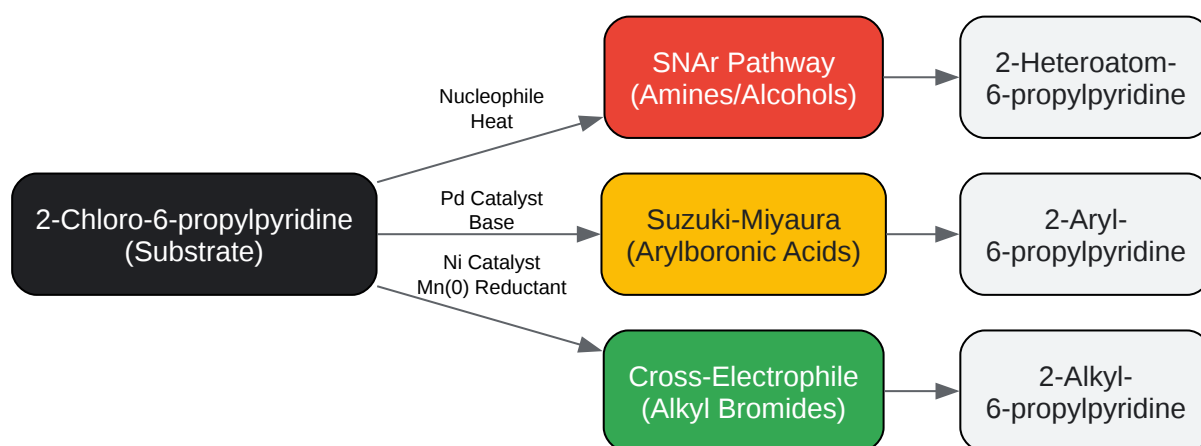 2-Chloro-6-propylpyridine
(Substrate)
Nucleophile
Heat
SNAr Pathway
(Amines/Alcohols)
2-Heteroatom-
6-propylpyridine
Pd Catalyst
Base
Suzuki-Miyaura
(Arylboronic Acids)
2-Aryl-
6-propylpyridine
Ni Catalyst
Mn(0) Reductant
Cross-Electrophile
(Alkyl Bromides)
2-Alkyl-
6-propylpyridine